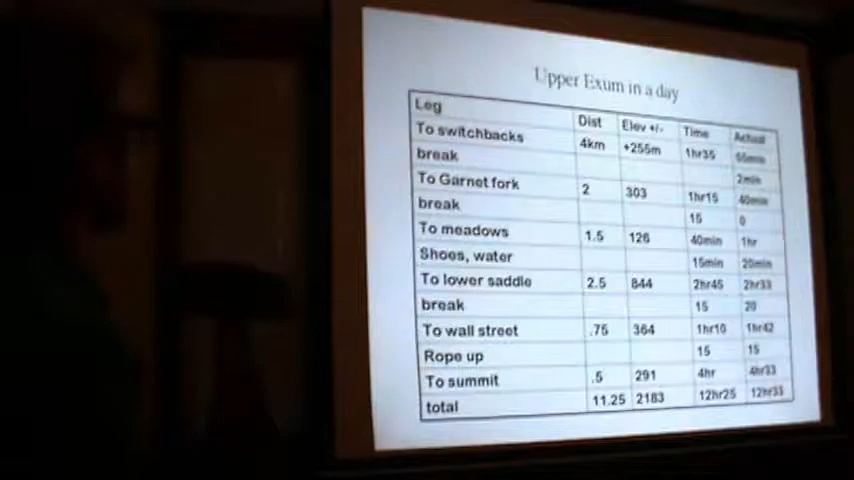 Upper Exum in a day
Leg Dist Elev +/- Time Actual
To switchbacks 4km +255m 1hr35 55min
break 2min
To Garnet fork 2 303 1hr15 40min
break 15 0
To meadows 1.5 126 40min 1hr
Shoes, water 15min 20min
To lower saddle 2.5 844 2hr45 2hr33
break 15 20
To wall street .75 364 1hr10 1hr42
Rope up 15 15
To summit .5 291 4hr 4hr33
total 11.25 2183 12hr25 12hr33